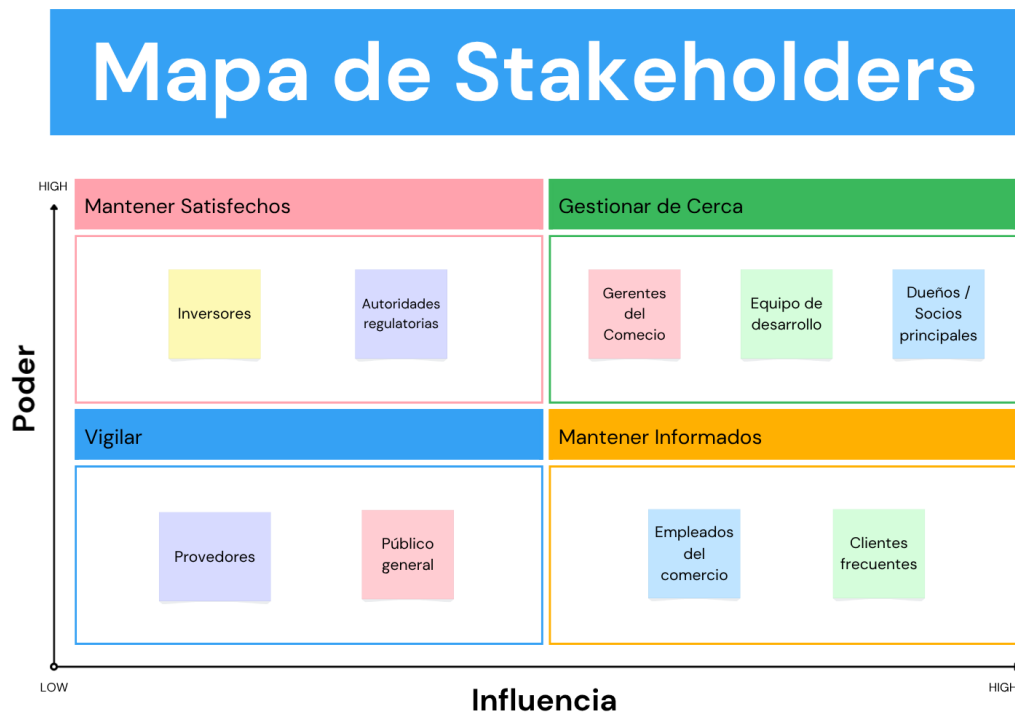 Mapa de Stakeholders
HIGH
Mantener Satisfechos
Gestionar de Cerca
Inversores
Autoridades
regulatorias
Gerentes
del
Comecio
Equipo de
desarrollo
Dueños /
Socios
principales
Poder
Vigilar
Mantener Informados
Provedores
Público
general
Empleados
del
comercio
Clientes
frecuentes
LOW
Influencia
HIGH